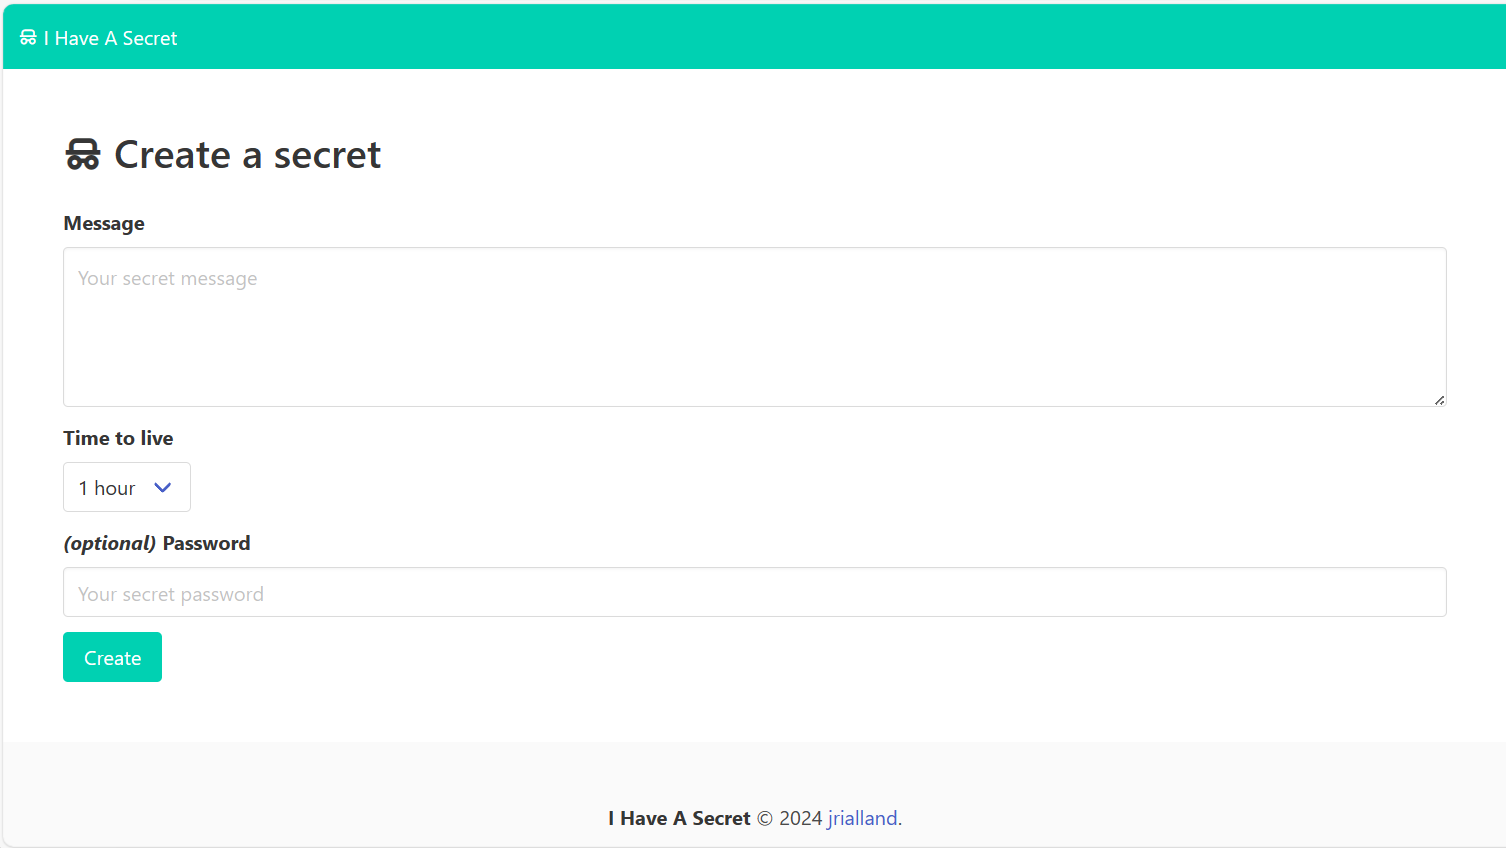 I Have A Secret
Create a secret
Message
Your secret message
Time to live
1 hour
(optional) Password
Your secret password
Create
I Have A Secret © 2024 jrialland.